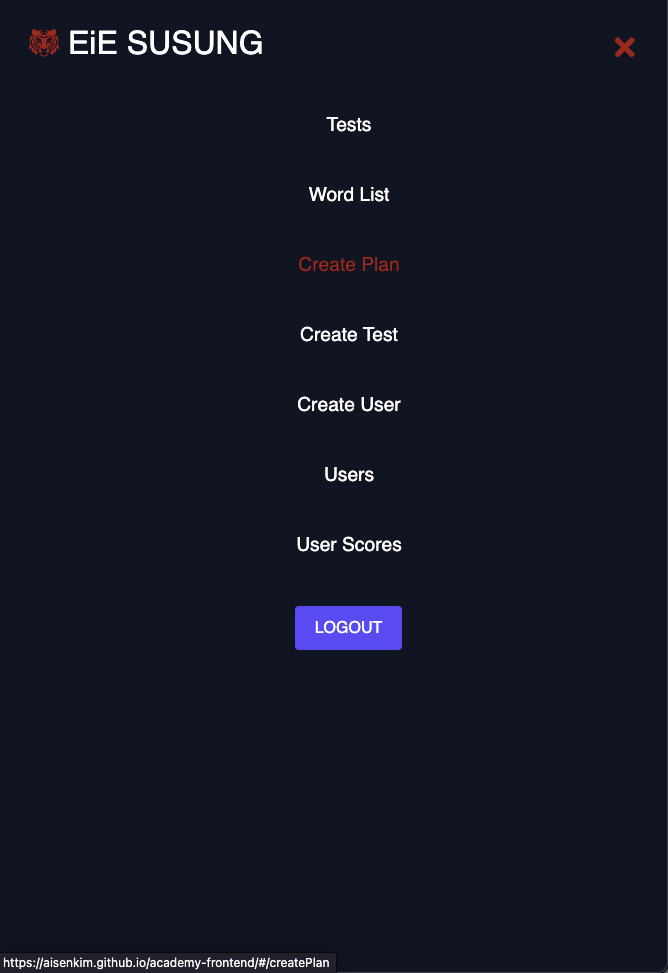 EiE SUSUNG
Tests
Word List
Create Plan
Create Test
Create User
Users
User Scores
LOGOUT
https://aisenkim.github.io/academy-frontend/#/createPlan